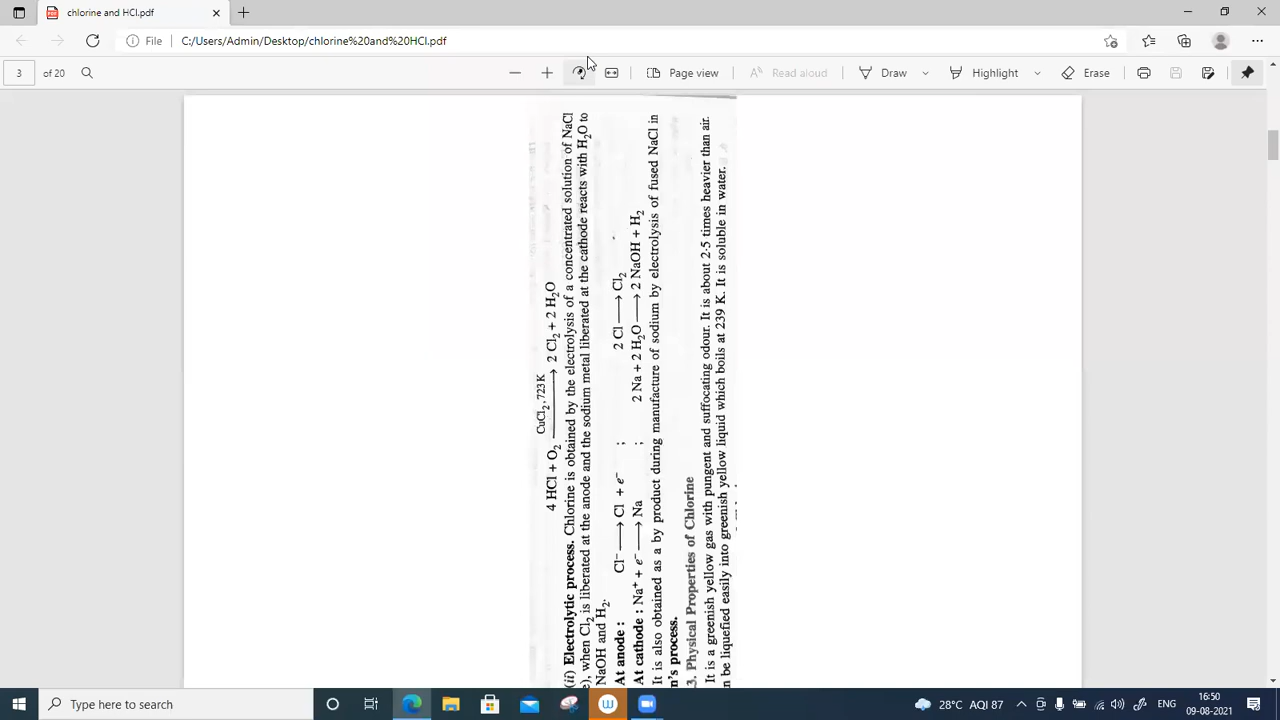 chlorine and HCl.pdf
File
C:/Users/Admin/Desktop/chlorine%20and%20HCl.pdf
3 of 20
Page view
Read aloud
Draw
Highlight
Erase
4 HCl + O₂ —CuCl₂, 723 K→ 2 Cl₂ + 2 H₂O
(ii) Electrolytic process. Chlorine is obtained by the electrolysis of a concentrated solution of NaCl
e), when Cl₂ is liberated at the anode and the sodium metal liberated at the cathode reacts with H₂O to
NaOH and H₂.
At anode : Cl⁻ ⟶ Cl + e⁻ ; 2 Cl ⟶ Cl₂
At cathode : Na⁺ + e⁻ ⟶ Na ; 2 Na + 2 H₂O ⟶ 2 NaOH + H₂
It is also obtained as a by product during manufacture of sodium by electrolysis of fused NaCl in
n's process.
.3. Physical Properties of Chlorine
It is a greenish yellow gas with pungent and suffocating odour. It is about 2·5 times heavier than air.
n be liquefied easily into greenish yellow liquid which boils at 239 K. It is soluble in water.
Type here to search
28°C AQI 87
ENG
16:50
09-08-2021